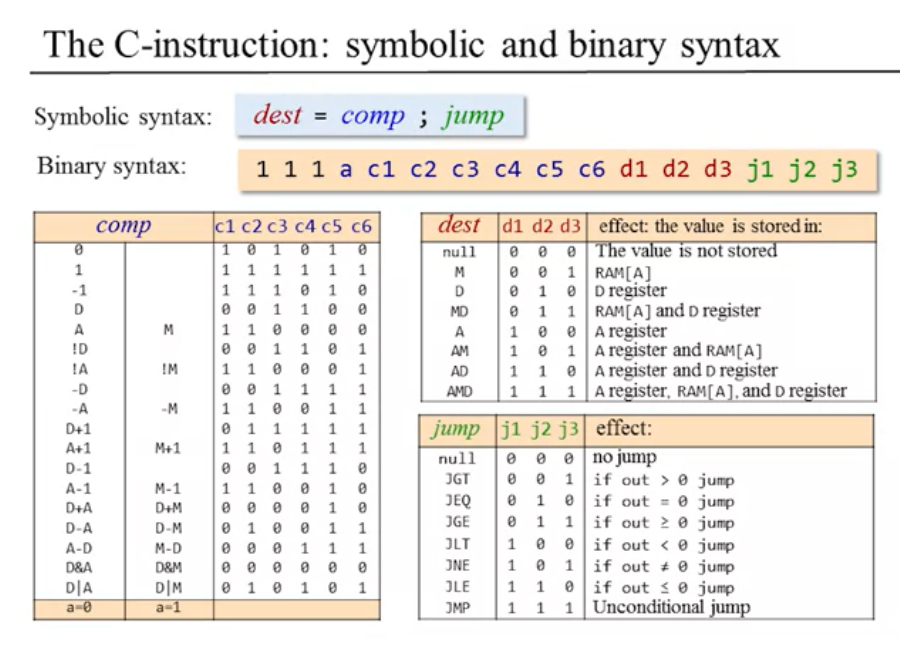 The C-instruction: symbolic and binary syntax
Symbolic syntax: dest = comp ; jump
Binary syntax: 1 1 1 a c1 c2 c3 c4 c5 c6 d1 d2 d3 j1 j2 j3
comp c1 c2 c3 c4 c5 c6
0 1 0 1 0 1 0
1 1 1 1 1 1 1
-1 1 1 1 0 1 0
D 0 0 1 1 0 0
A M 1 1 0 0 0 0
!D 0 0 1 1 0 1
!A !M 1 1 0 0 0 1
-D 0 0 1 1 1 1
-A -M 1 1 0 0 1 1
D+1 0 1 1 1 1 1
A+1 M+1 1 1 0 1 1 1
D-1 0 0 1 1 1 0
A-1 M-1 1 1 0 0 1 0
D+A D+M 0 0 0 0 1 0
D-A D-M 0 1 0 0 1 1
A-D M-D 0 0 0 1 1 1
D&A D&M 0 0 0 0 0 0
D|A D|M 0 1 0 1 0 1
a=0 a=1
dest d1 d2 d3 effect: the value is stored in:
null 0 0 0 The value is not stored
M 0 0 1 RAM[A]
D 0 1 0 D register
MD 0 1 1 RAM[A] and D register
A 1 0 0 A register
AM 1 0 1 A register and RAM[A]
AD 1 1 0 A register and D register
AMD 1 1 1 A register, RAM[A], and D register
jump j1 j2 j3 effect:
null 0 0 0 no jump
JGT 0 0 1 if out > 0 jump
JEQ 0 1 0 if out = 0 jump
JGE 0 1 1 if out ≥ 0 jump
JLT 1 0 0 if out < 0 jump
JNE 1 0 1 if out ≠ 0 jump
JLE 1 1 0 if out ≤ 0 jump
JMP 1 1 1 Unconditional jump